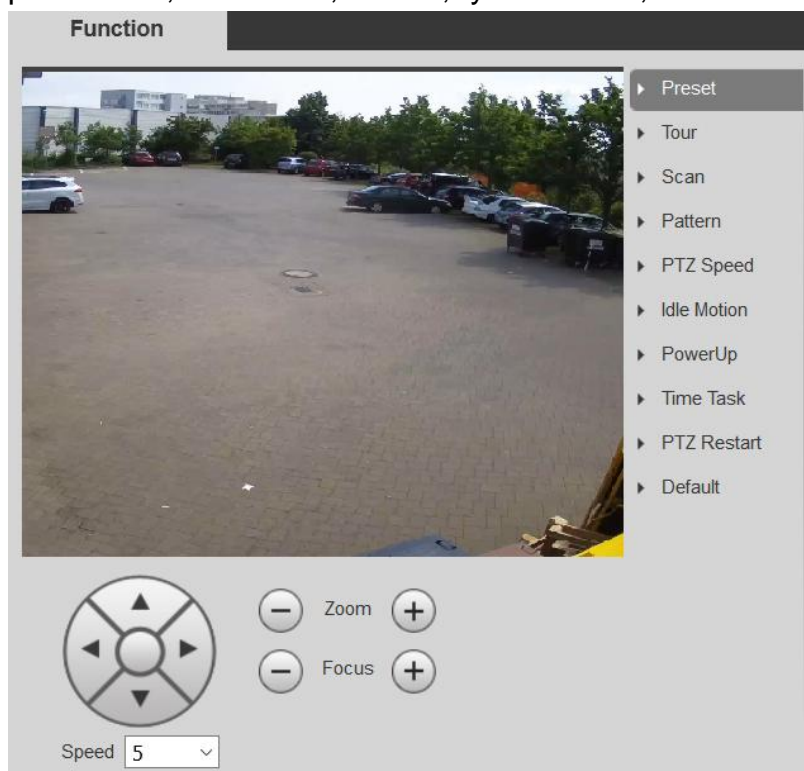 Function
Preset
Tour
Scan
Pattern
PTZ Speed
Idle Motion
PowerUp
Time Task
PTZ Restart
Default
Zoom
Focus
Speed 5